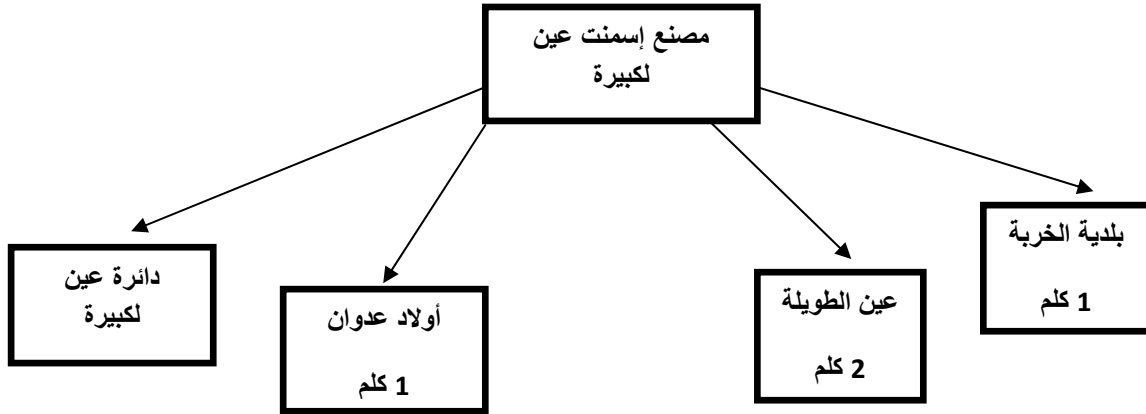 مصنع إسمنت عين
لكبيرة
بلدية الخربة
1 كلم
عين الطويلة
2 كلم
أولاد عدوان
1 كلم
دائرة عين
لكبيرة